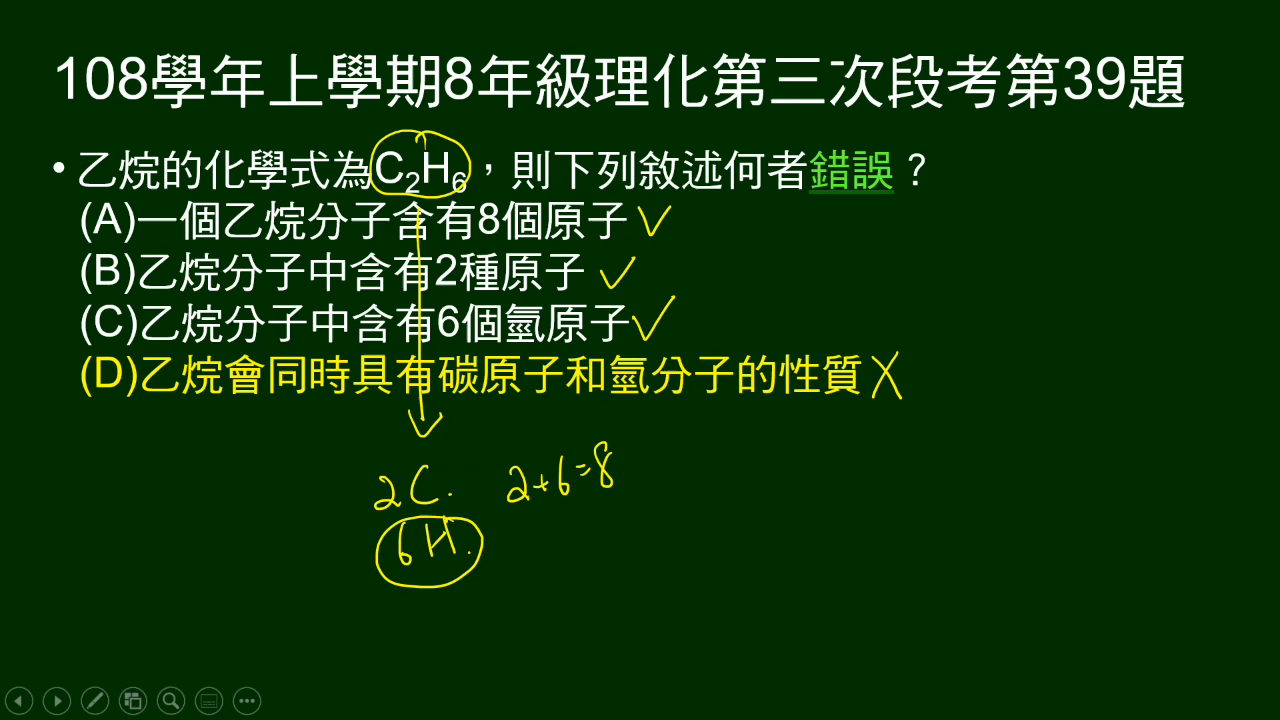 108學年上學期8年級理化第三次段考第39題
• 乙烷的化學式為C₂H₆，則下列敘述何者錯誤？
(A)一個乙烷分子含有8個原子
(B)乙烷分子中含有2種原子
(C)乙烷分子中含有6個氫原子
(D)乙烷會同時具有碳原子和氫分子的性質
2C. 2+6=8
6H.